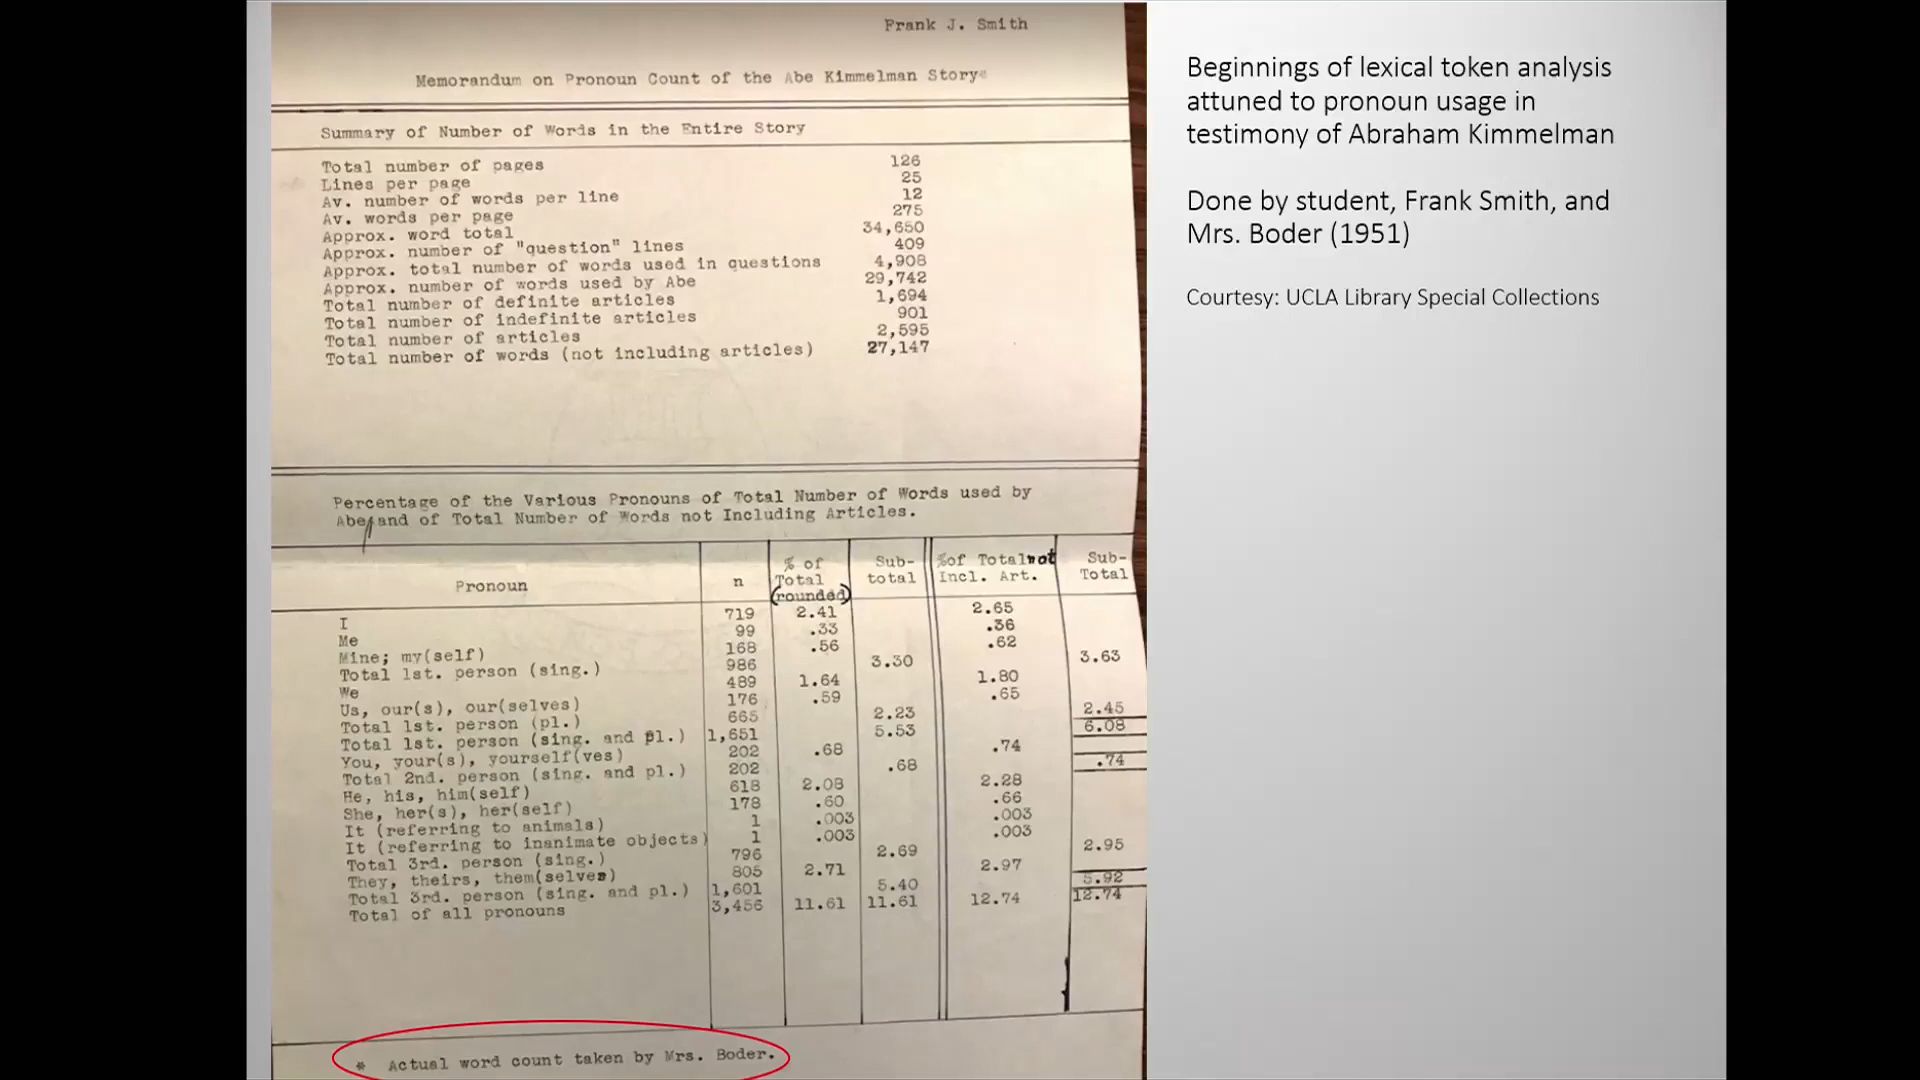 Frank J. Smith
Memorandum on Pronoun Count of the Abe Kimmelman Story*
Summary of Number of Words in the Entire Story
Total number of pages 126
Lines per page 25
Av. number of words per line 12
Av. words per page 275
Approx. word total 34,650
Approx. number of "question" lines 409
Approx. total number of words used in questions 4,908
Approx. number of words used by Abe 29,742
Total number of definite articles 1,694
Total number of indefinite articles 901
Total number of articles 2,595
Total number of words (not including articles) 27,147
Percentage of the Various Pronouns of Total Number of Words used by
Abe and of Total Number of Words not Including Articles.
Pronoun n % of Total (rounded) Sub-total %of Total not Incl. Art. Sub-Total
I 719 2.41 2.65
Me 99 .33 .36
Mine; my(self) 168 .56 .62
Total 1st. person (sing.) 986 3.30 3.63
We 489 1.64 1.80
Us, our(s), our(selves) 176 .59 .65
Total 1st. person (pl.) 665 2.23 2.45
Total 1st. person (sing. and pl.) 1,651 5.53 6.08
You, your(s), yourself(ves) 202 .68 .74
Total 2nd. person (sing. and pl.) 202 .68 .74
He, his, him(self) 618 2.08 2.28
She, her(s), her(self) 178 .60 .66
It (referring to animals) 1 .003 .003
It (referring to inanimate objects) 1 .003 .003
Total 3rd. person (sing.) 796 2.69 2.95
They, theirs, them(selves) 805 2.71 2.97
Total 3rd. person (sing. and pl.) 1,601 5.40 5.92
Total of all pronouns 3,456 11.61 11.61 12.74 12.74
* Actual word count taken by Mrs. Boder.
Beginnings of lexical token analysis
attuned to pronoun usage in
testimony of Abraham Kimmelman
Done by student, Frank Smith, and
Mrs. Boder (1951)
Courtesy: UCLA Library Special Collections